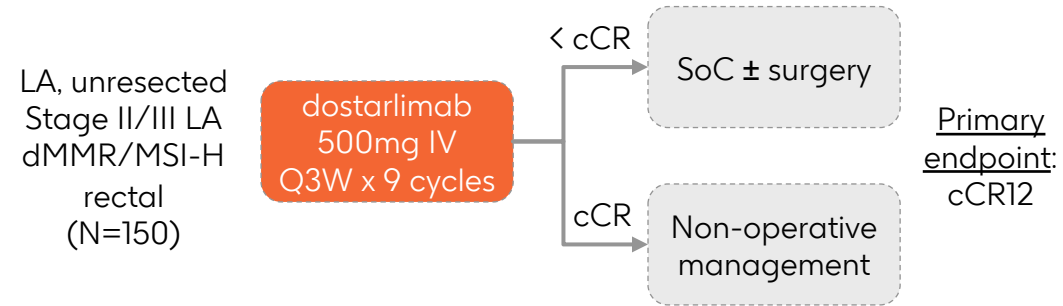 LA, unresected
Stage II/III LA
dMMR/MSI-H
rectal
(N=150)
dostarlimab
500mg IV
Q3W x 9 cycles
< cCR
SoC ± surgery
cCR
Non-operative
management
Primary
endpoint:
cCR12